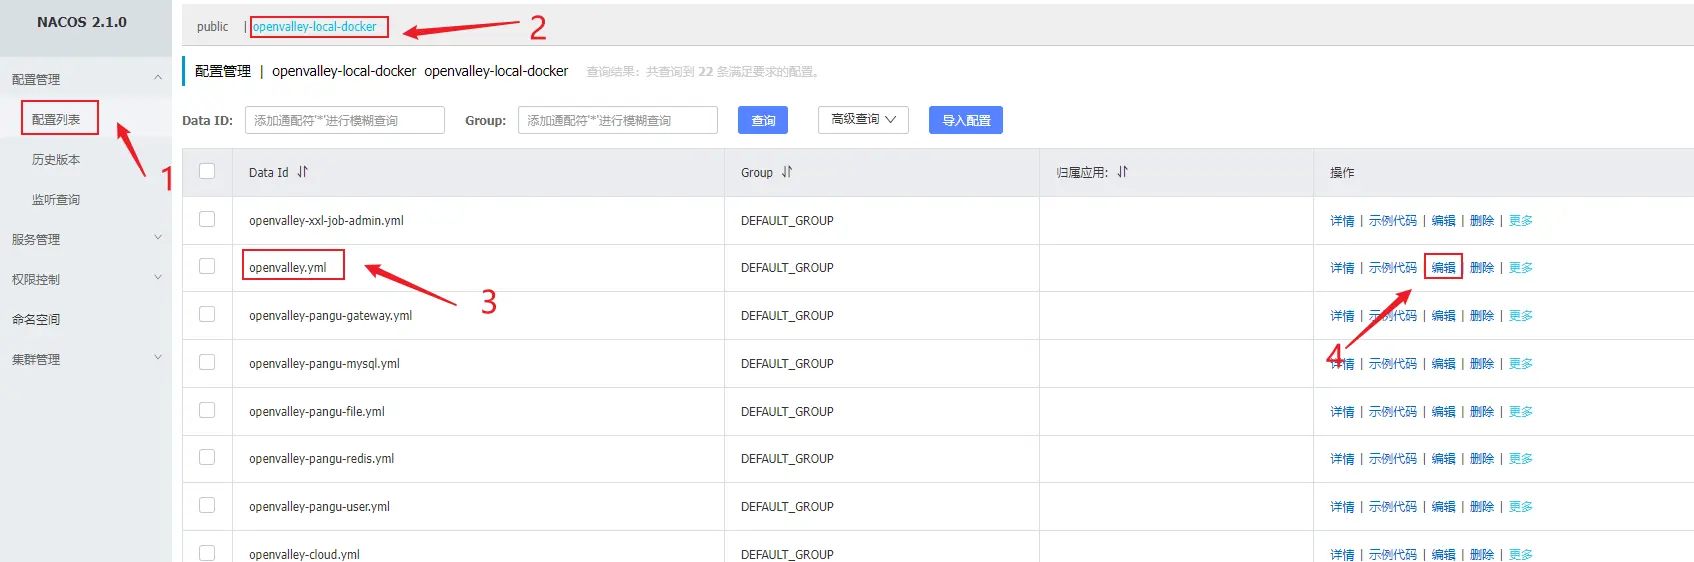 NACOS 2.1.0
配置管理
配置列表
历史版本
监听查询
服务管理
权限控制
命名空间
集群管理
1
public | openvalley-local-docker
2
配置管理 | openvalley-local-docker openvalley-local-docker 查询结果：共查询到 22 条满足要求的配置。
Data ID: 添加通配符'*'进行模糊查询 Group: 添加通配符'*'进行模糊查询 查询 高级查询 导入配置
Data Id Group 归属应用: 操作
openvalley-xxl-job-admin.yml DEFAULT_GROUP 详情 | 示例代码 | 编辑 | 删除 | 更多
openvalley.yml DEFAULT_GROUP 详情 | 示例代码 | 编辑 | 删除 | 更多
3
openvalley-pangu-gateway.yml DEFAULT_GROUP 详情 | 示例代码 | 编辑 | 删除 | 更多
4
openvalley-pangu-mysql.yml DEFAULT_GROUP 详情 | 示例代码 | 编辑 | 删除 | 更多
openvalley-pangu-file.yml DEFAULT_GROUP 详情 | 示例代码 | 编辑 | 删除 | 更多
openvalley-pangu-redis.yml DEFAULT_GROUP 详情 | 示例代码 | 编辑 | 删除 | 更多
openvalley-pangu-user.yml DEFAULT_GROUP 详情 | 示例代码 | 编辑 | 删除 | 更多
openvalley-cloud.yml DEFAULT_GROUP 详情 | 示例代码 | 编辑 | 删除 | 更多